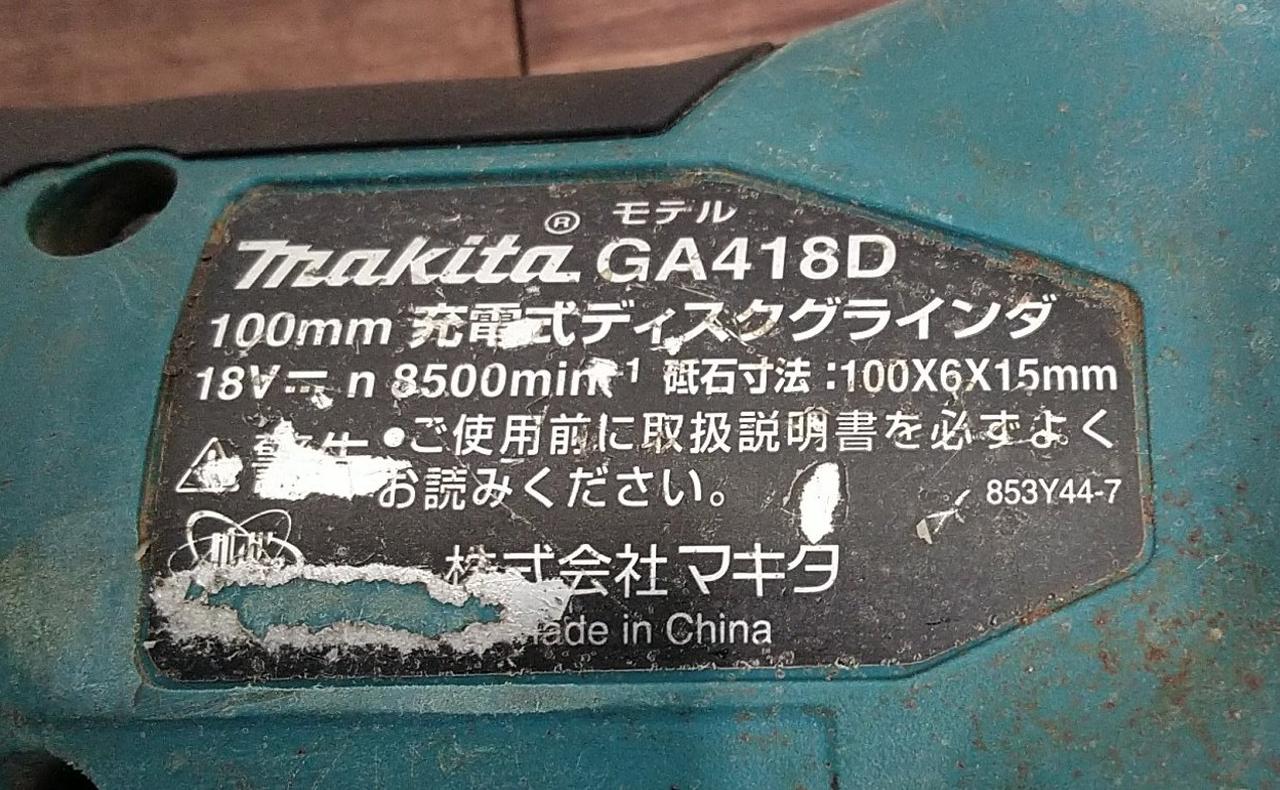 モデル
makita® GA418D
100mm 充電式ディスクグラインダ
18V⎓ n 8500min⁻¹ 砥石寸法:100X6X15mm
⚠ ●ご使用前に取扱説明書を必ずよく
お読みください。
853Y44-7
株式会社マキタ
Made in China